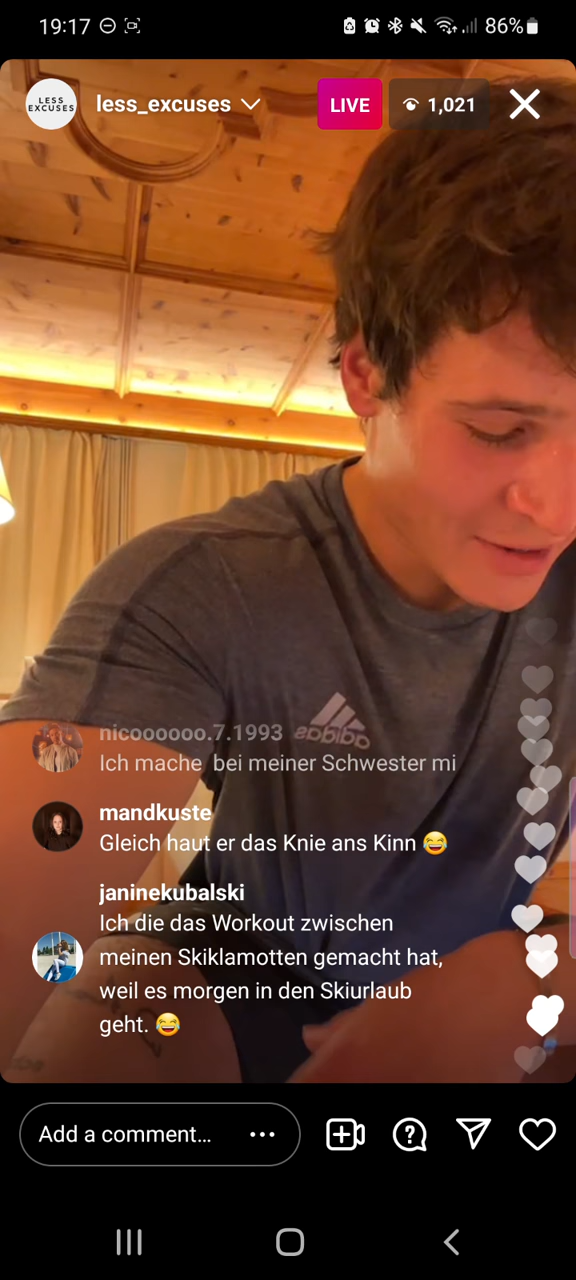 19:17
86%
LESS
EXCUSES
less_excuses
LIVE
1,021
adidas
nicoooooo.7.1993
Ich mache  bei meiner Schwester mi
mandkuste
Gleich haut er das Knie ans Kinn 😂
janinekubalski
Ich die das Workout zwischen
meinen Skiklamotten gemacht hat,
weil es morgen in den Skiurlaub
geht. 😂
Add a comment...